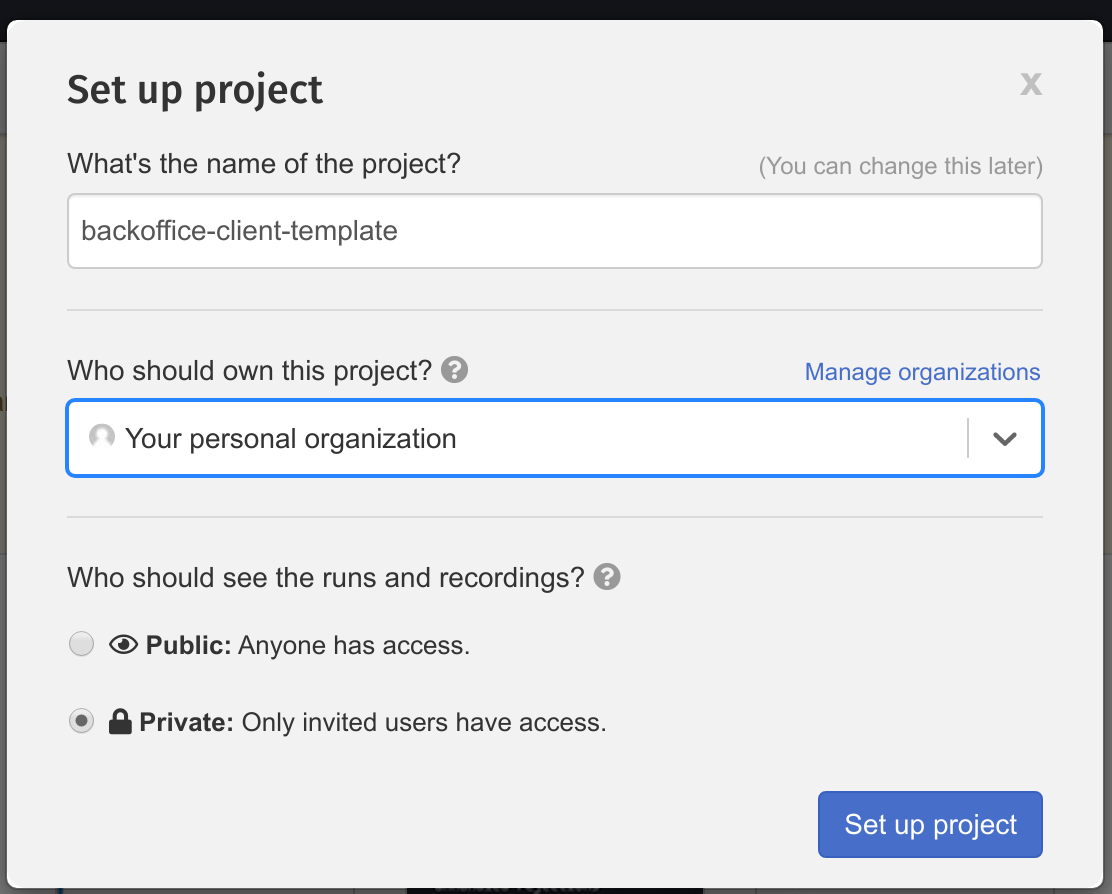 Set up project
x
What's the name of the project?
(You can change this later)
backoffice-client-template
Who should own this project? ?
Manage organizations
Your personal organization
Who should see the runs and recordings? ?
Public: Anyone has access.
Private: Only invited users have access.
Set up project